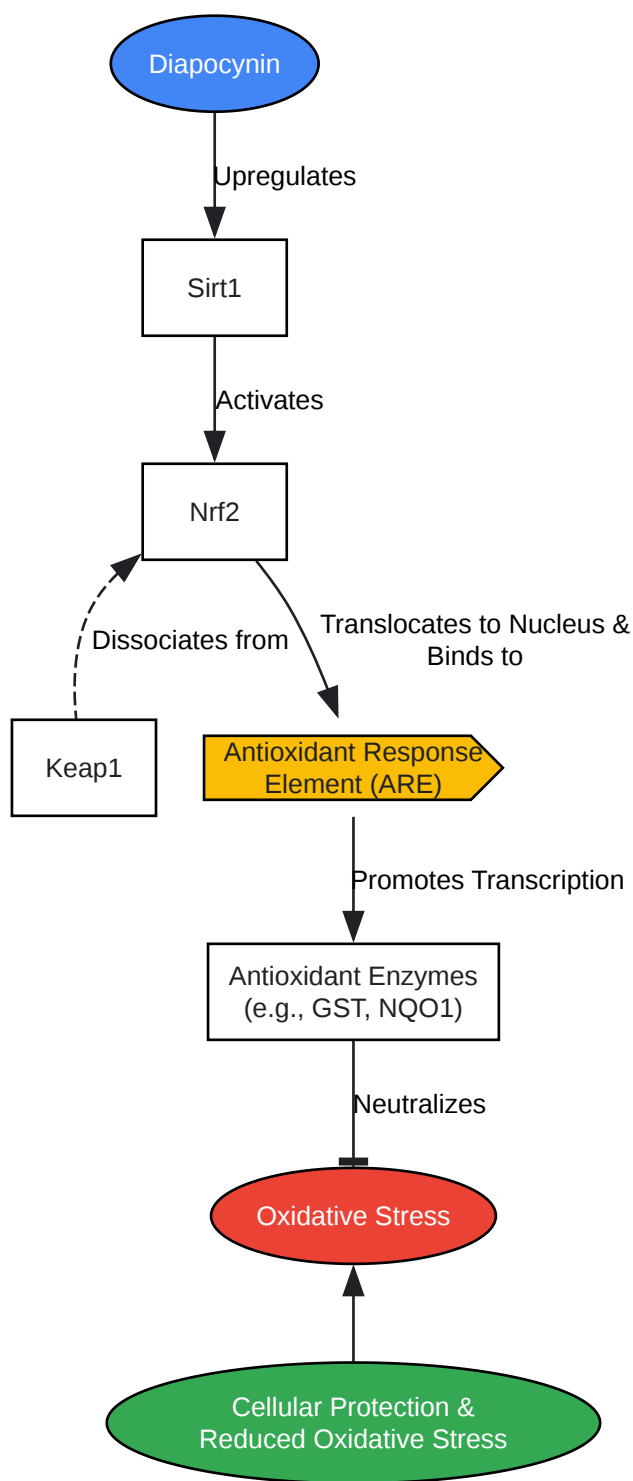 Diapocynin
Upregulates
Sirt1
Activates
Nrf2
Dissociates from
Translocates to Nucleus &
Binds to
Keap1
Antioxidant Response
Element (ARE)
Promotes Transcription
Antioxidant Enzymes
(e.g., GST, NQO1)
Neutralizes
Oxidative Stress
Cellular Protection &
Reduced Oxidative Stress